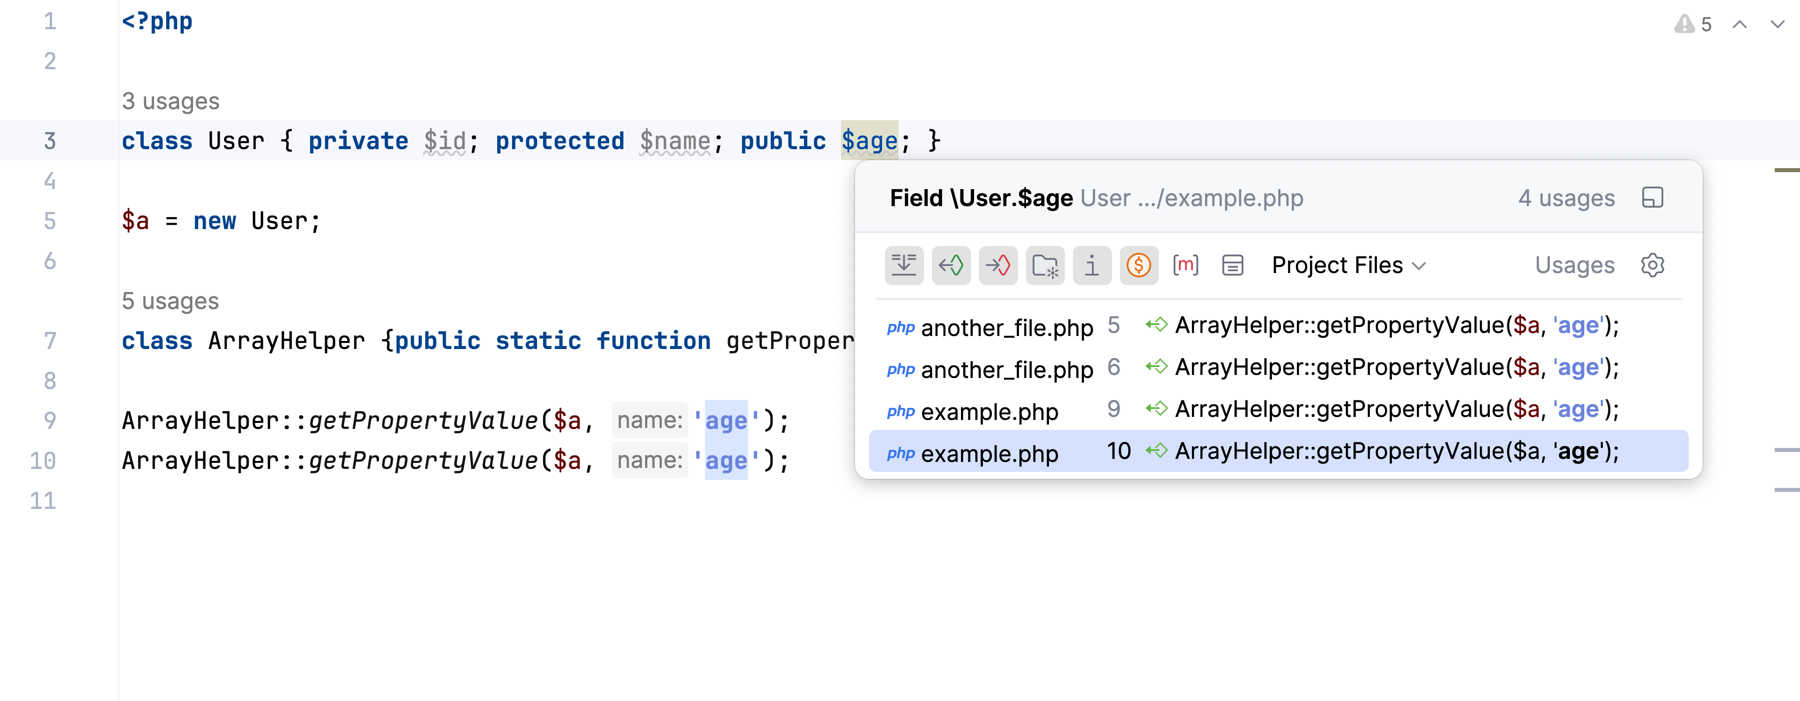 1 <?php
5
2
3 usages
3 class User { private $id; protected $name; public $age; }
4
5 $a = new User;
6
5 usages
7 class ArrayHelper {public static function getProper
8
9 ArrayHelper::getPropertyValue($a, name: 'age');
10 ArrayHelper::getPropertyValue($a, name: 'age');
11
Field \User.$age User .../example.php 4 usages
i $ [m] Project Files Usages
php another_file.php 5 ArrayHelper::getPropertyValue($a, 'age');
php another_file.php 6 ArrayHelper::getPropertyValue($a, 'age');
php example.php 9 ArrayHelper::getPropertyValue($a, 'age');
php example.php 10 ArrayHelper::getPropertyValue($a, 'age');